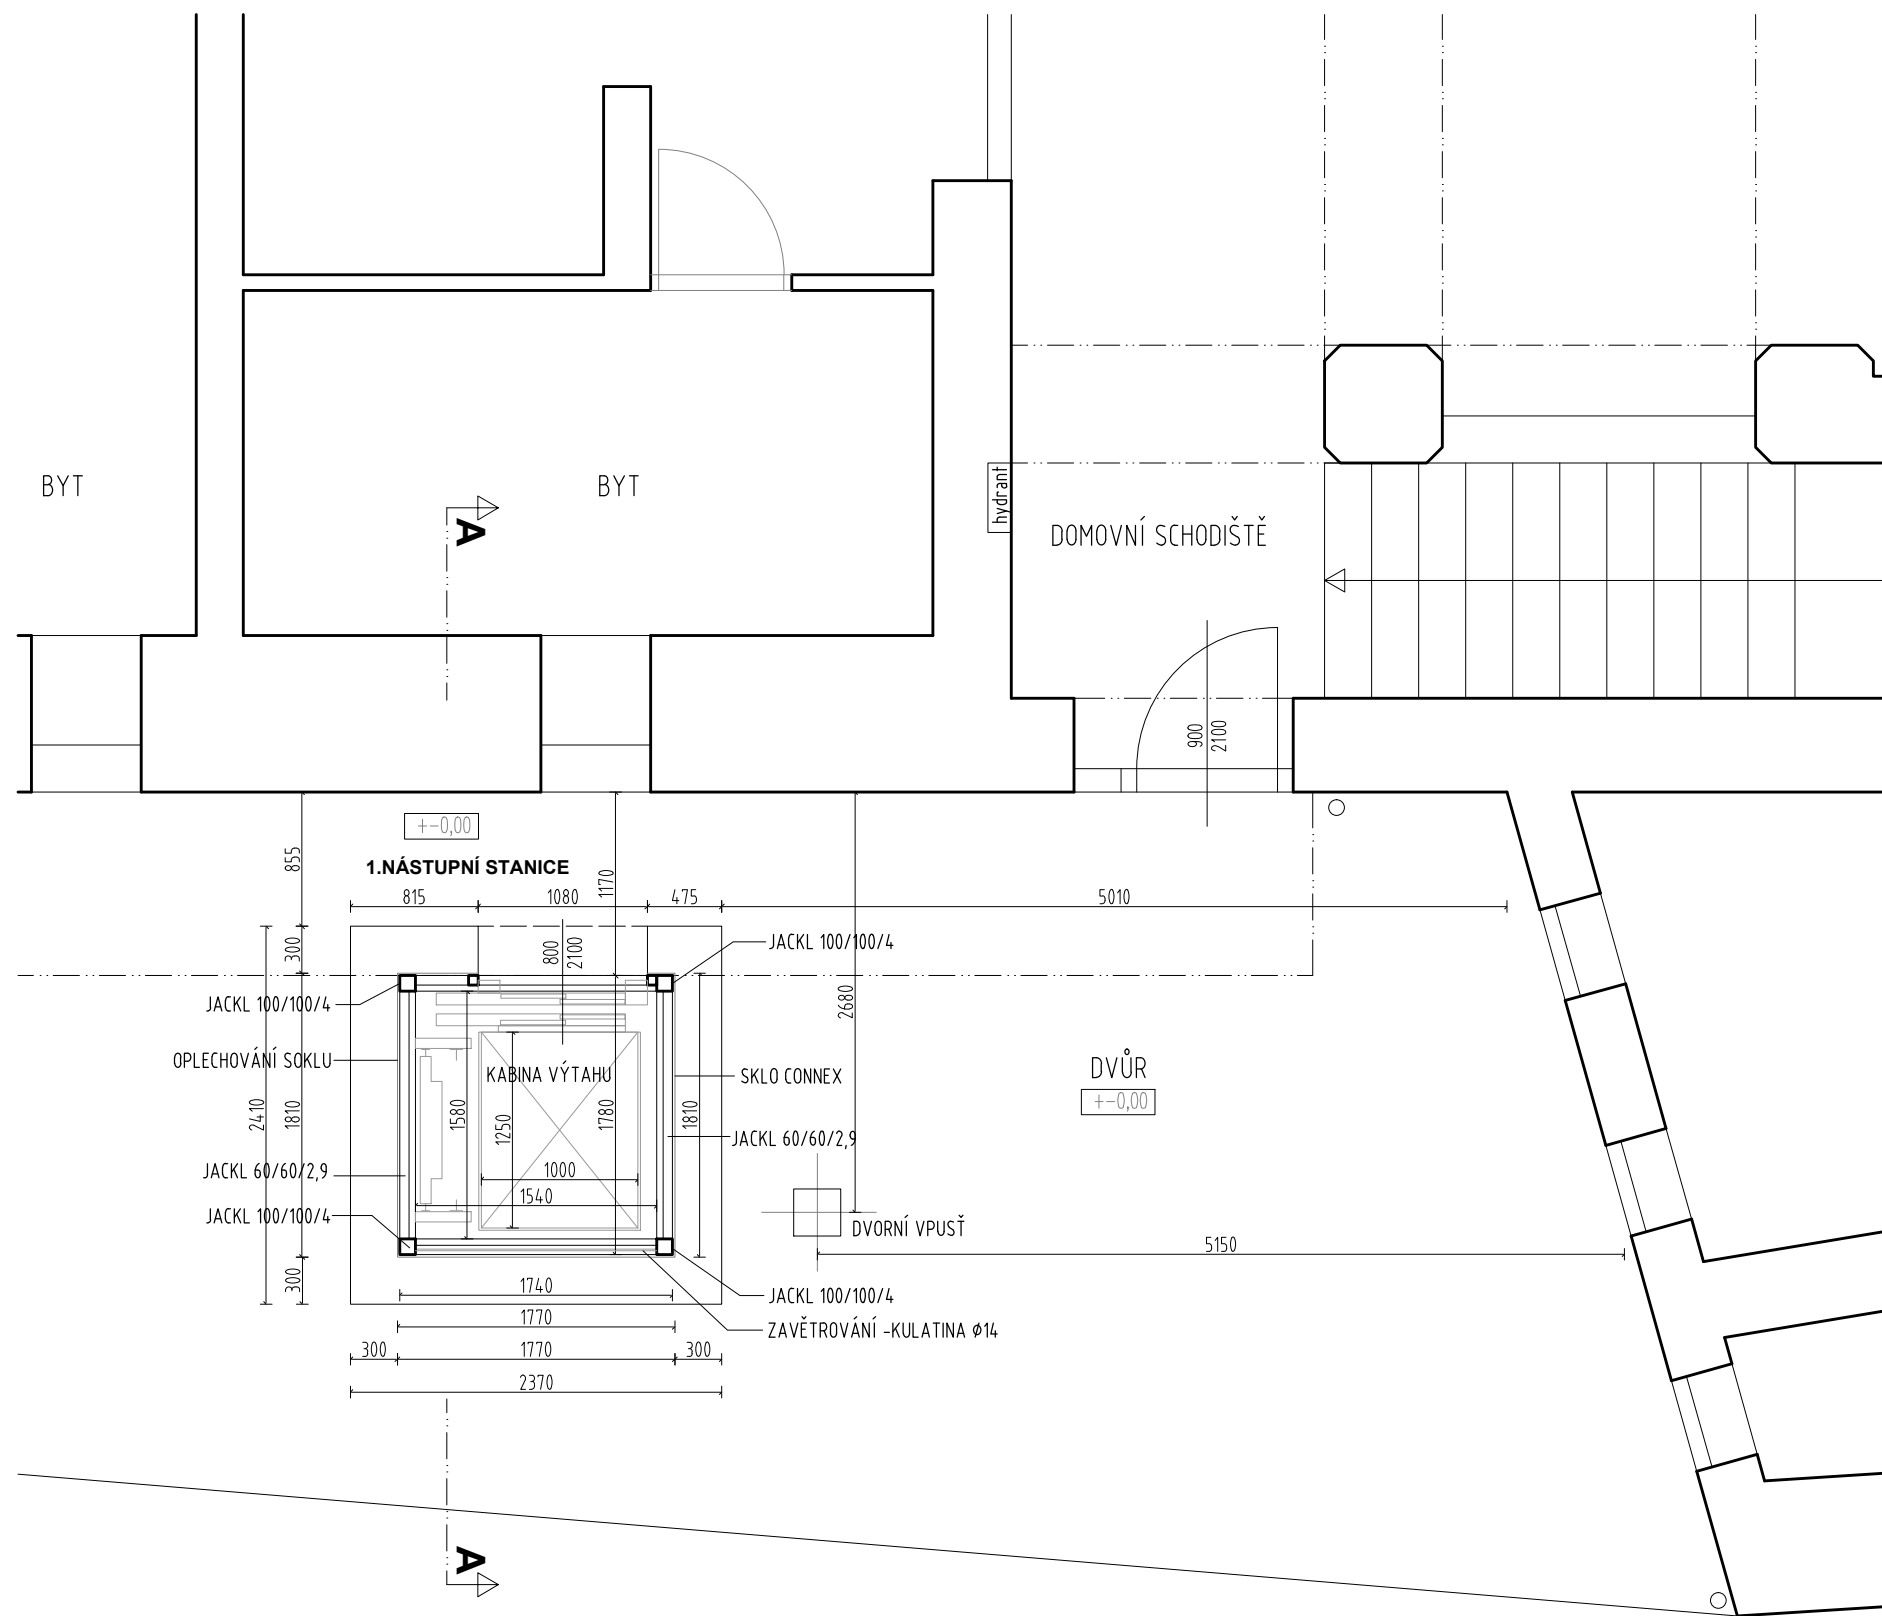 BYT
BYT
A
hydrant
DOMOVNÍ SCHODIŠTĚ
900
2100
+-0,00
855
1.NÁSTUPNÍ STANICE
1170
815
1080
475
5010
300
800
2100
JACKL 100/100/4
JACKL 100/100/4
2680
OPLECHOVÁNÍ SOKLU
KABINA VÝTAHU
SKLO CONNEX
DVŮR
+-0,00
2410
1810
1580
1250
1780
1810
JACKL 60/60/2,9
JACKL 60/60/2,9
1000
1540
JACKL 100/100/4
DVORNÍ VPUSŤ
5150
300
1740
JACKL 100/100/4
1770
ZAVĚTROVÁNÍ -KULATINA Ø14
300
1770
300
2370
A